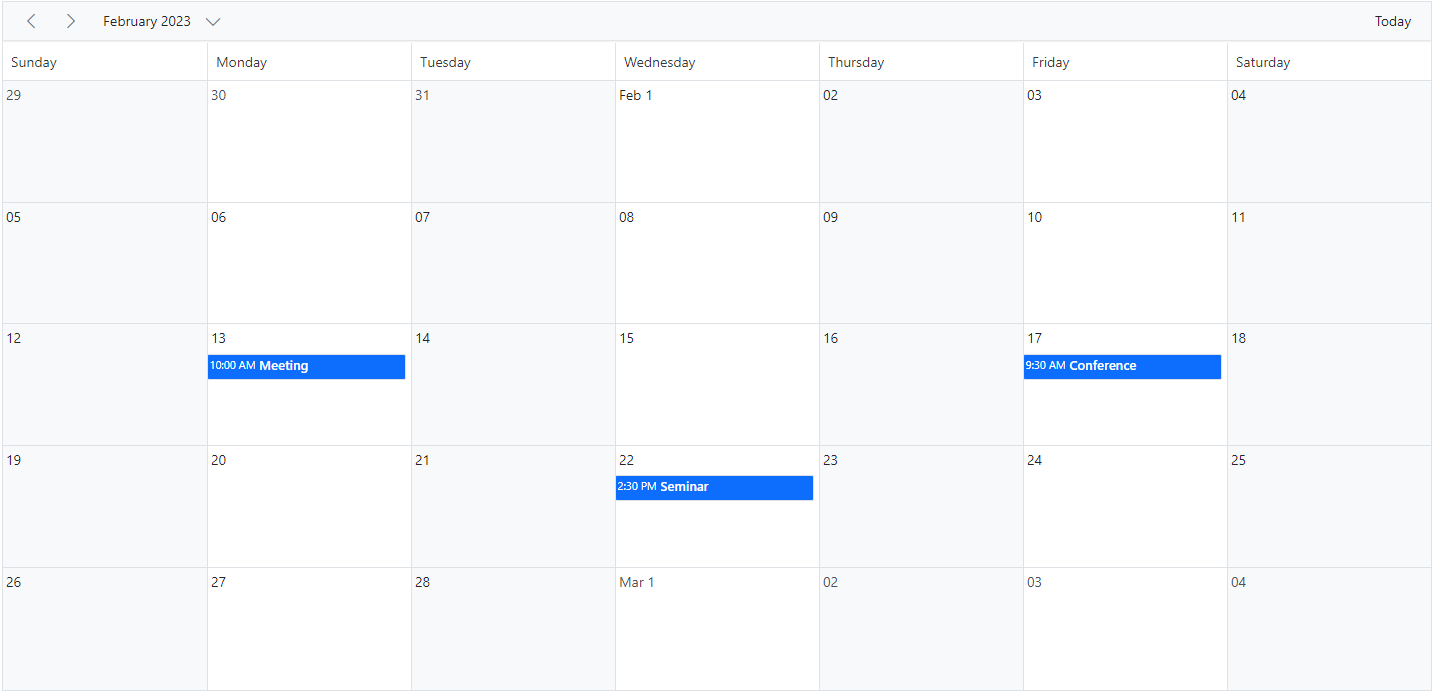 February 2023 Today
Sunday Monday Tuesday Wednesday Thursday Friday Saturday
29 30 31 Feb 1 02 03 04
05 06 07 08 09 10 11
12 13 14 15 16 17 18
10:00 AM Meeting 9:30 AM Conference
19 20 21 22 23 24 25
2:30 PM Seminar
26 27 28 Mar 1 02 03 04